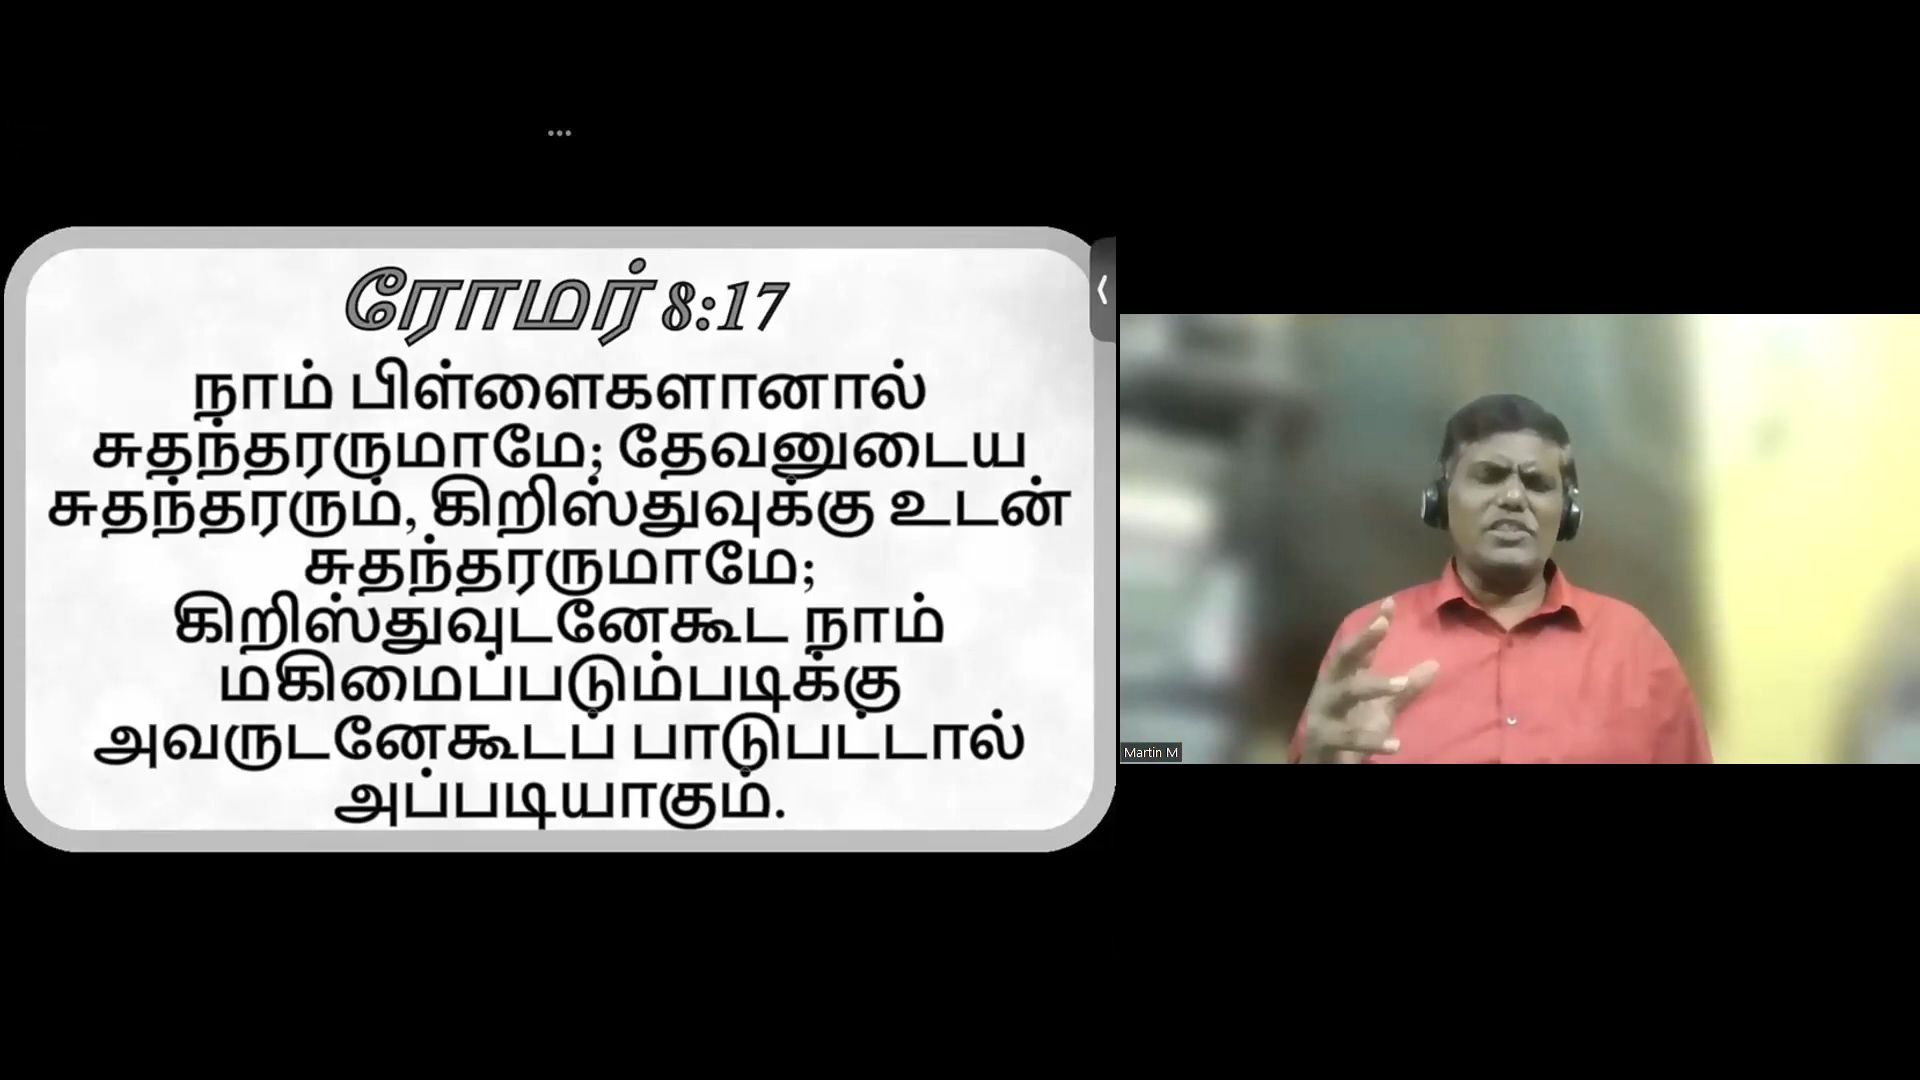 ரோமர் 8:17
நாம் பிள்ளைகளானால்
சுதந்தரருமாமே; தேவனுடைய
சுதந்தரரும், கிறிஸ்துவுக்கு உடன்
சுதந்தரருமாமே;
கிறிஸ்துவுடனேகூட நாம்
மகிமைப்படும்படிக்கு
அவருடனேகூடப் பாடுபட்டால்
அப்படியாகும்.
Martin M